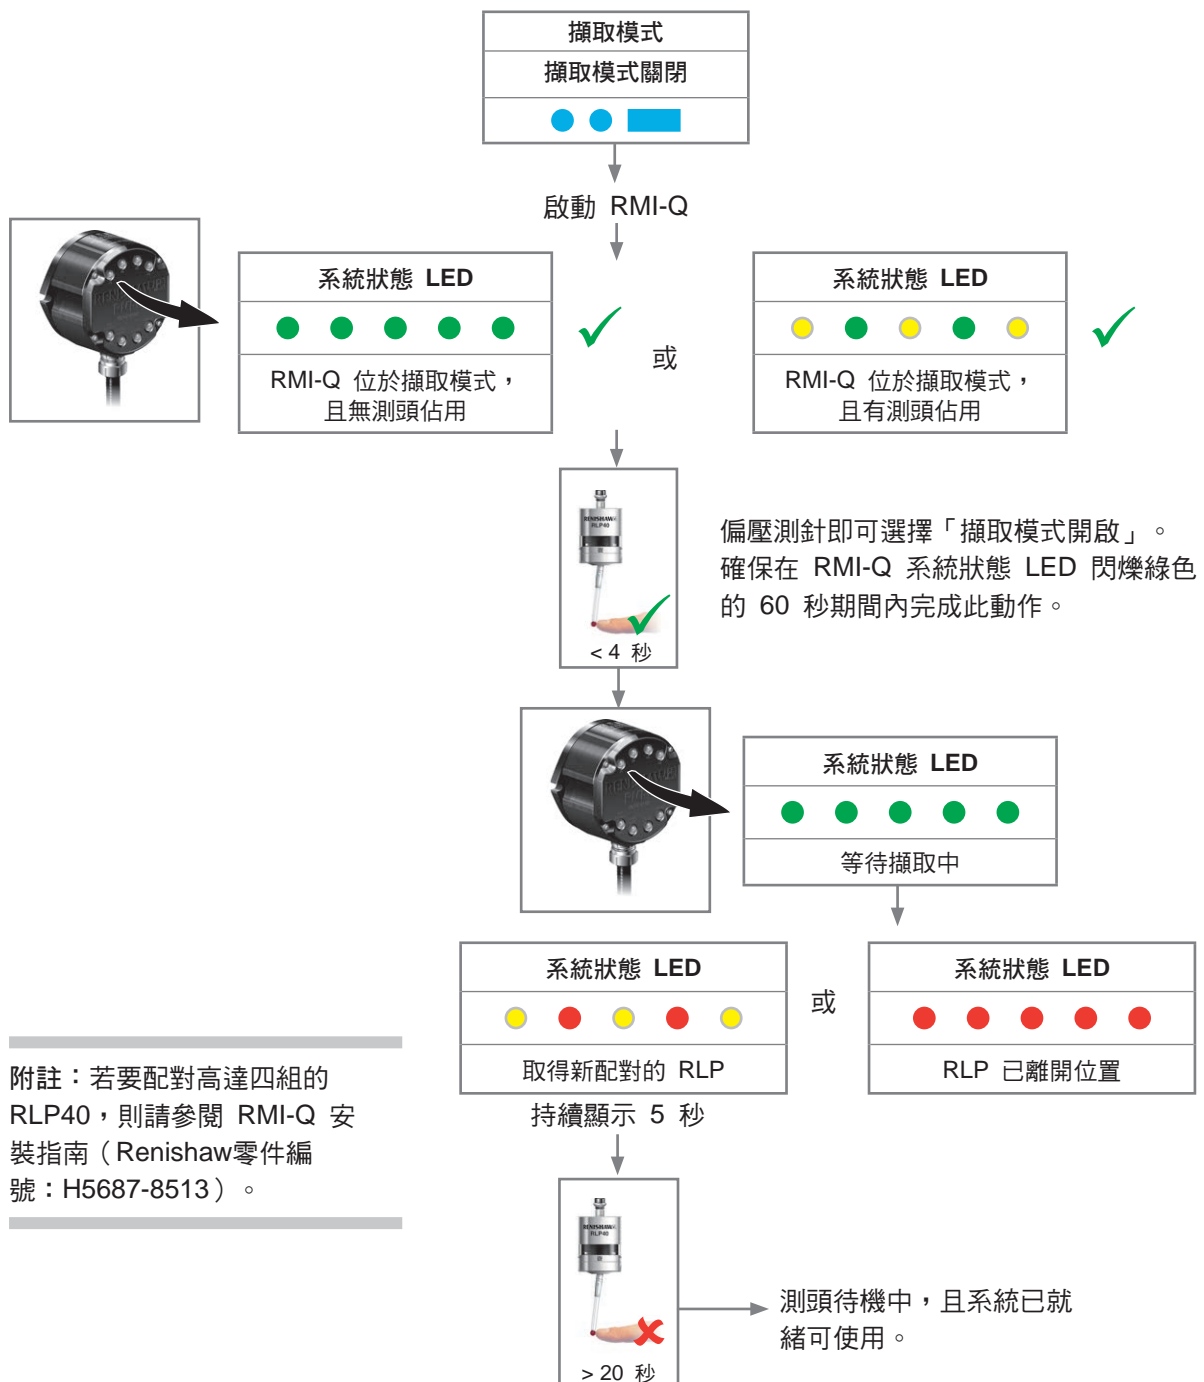 擷取模式
擷取模式關閉
啟動 RMI-Q
系統狀態 LED
RMI-Q 位於擷取模式，
且無測頭佔用
或
系統狀態 LED
RMI-Q 位於擷取模式，
且有測頭佔用
RENISHAW
RLP40
< 4 秒
偏壓測針即可選擇「擷取模式開啟」。
確保在 RMI-Q 系統狀態 LED 閃爍綠色
的 60 秒期間內完成此動作。
系統狀態 LED
等待擷取中
系統狀態 LED
取得新配對的 RLP
或
系統狀態 LED
RLP 已離開位置
持續顯示 5 秒
附註：若要配對高達四組的
RLP40，則請參閱 RMI-Q 安
裝指南（Renishaw零件編
號：H5687-8513）。
RENISHAW
RLP40
> 20 秒
測頭待機中，且系統已就
緒可使用。